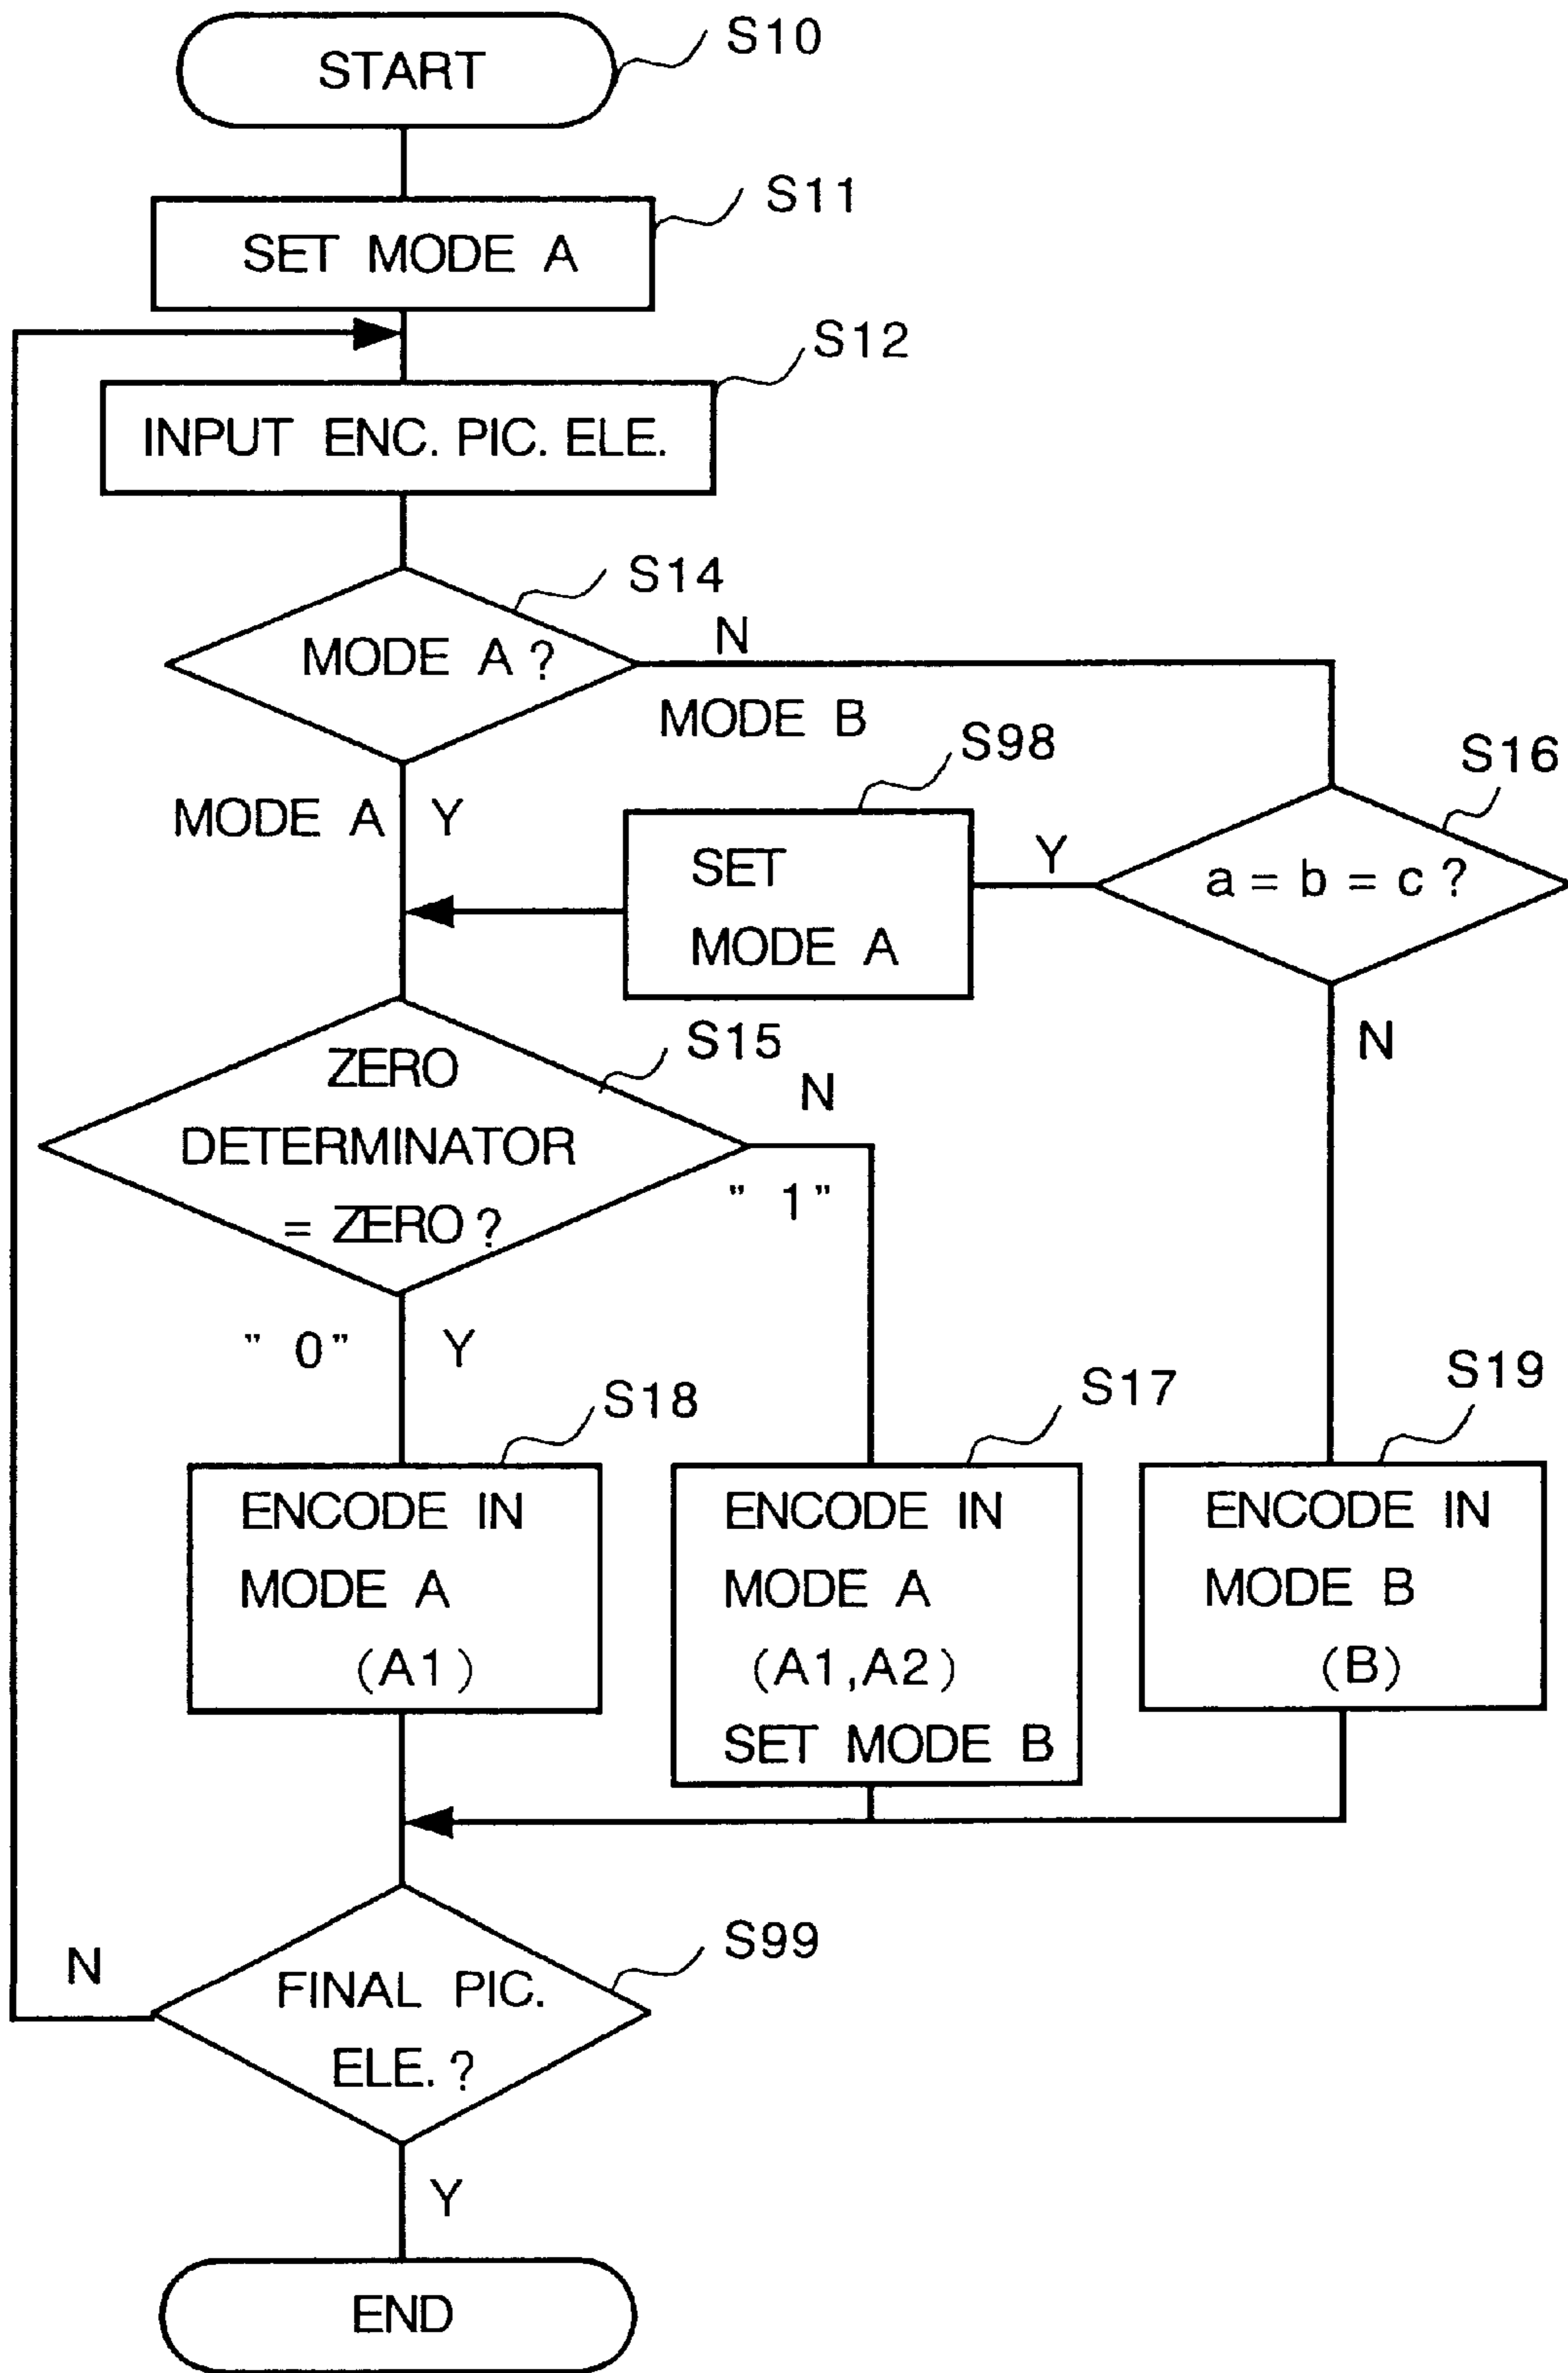 START
S10
SET MODE A
S11
INPUT ENC. PIC. ELE.
S12
MODE A ?
S14
N
MODE B
MODE A
Y
SET
MODE A
S98
Y
a = b = c ?
S16
N
ZERO
DETERMINATOR
= ZERO ?
S15
N
" 1"
" 0"
Y
S18
ENCODE IN
MODE A
(A1)
S17
ENCODE IN
MODE A
(A1,A2)
SET MODE B
S19
ENCODE IN
MODE B
(B)
N
FINAL PIC.
ELE. ?
S99
Y
END